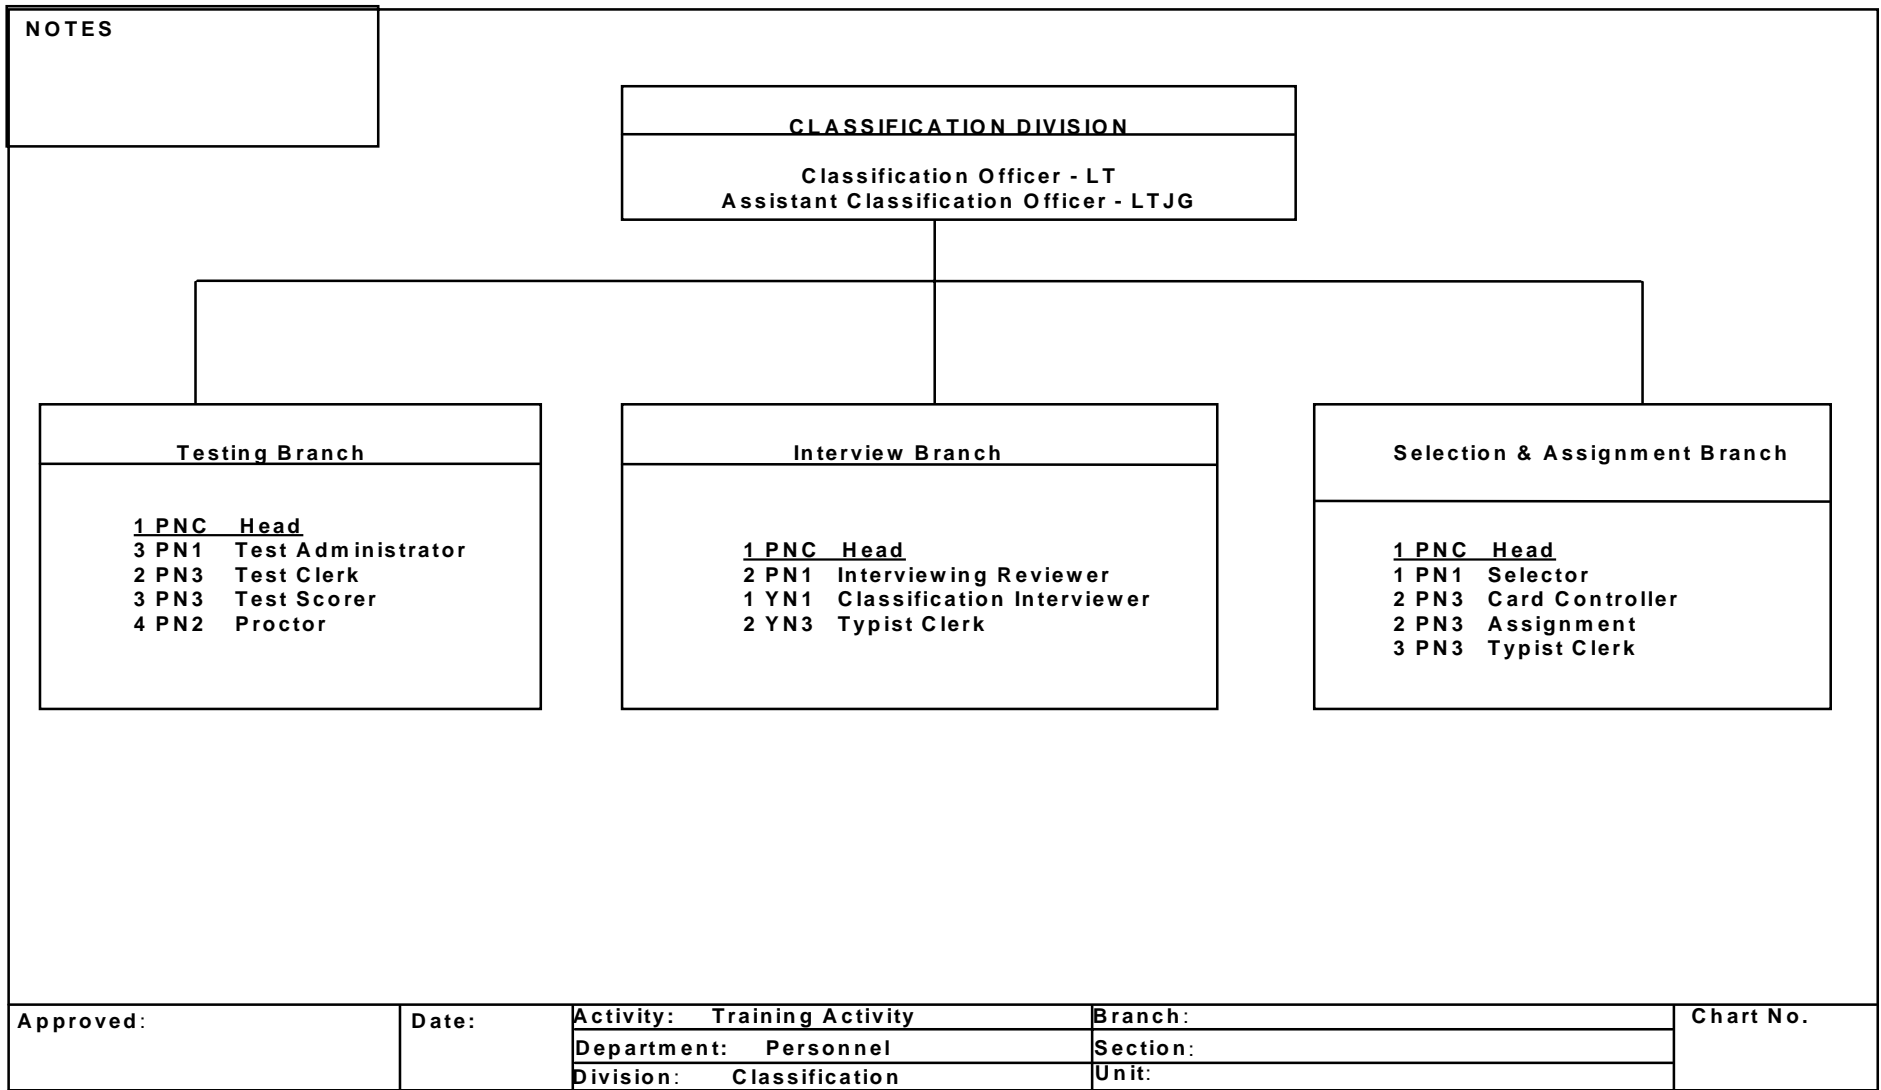 NOTES
CLASSIFICATION DIVISION
Classification Officer - LT
Assistant Classification Officer - LTJG
Testing Branch
1 PNC Head
3 PN1 Test Administrator
2 PN3 Test Clerk
3 PN3 Test Scorer
4 PN2 Proctor
Interview Branch
1 PNC Head
2 PN1 Interviewing Reviewer
1 YN1 Classification Interviewer
2 YN3 Typist Clerk
Selection & Assignment Branch
1 PNC Head
1 PN1 Selector
2 PN3 Card Controller
2 PN3 Assignment
3 PN3 Typist Clerk
Approved:
Date:
Activity: Training Activity
Department: Personnel
Division: Classification
Branch:
Section:
Unit:
Chart No.